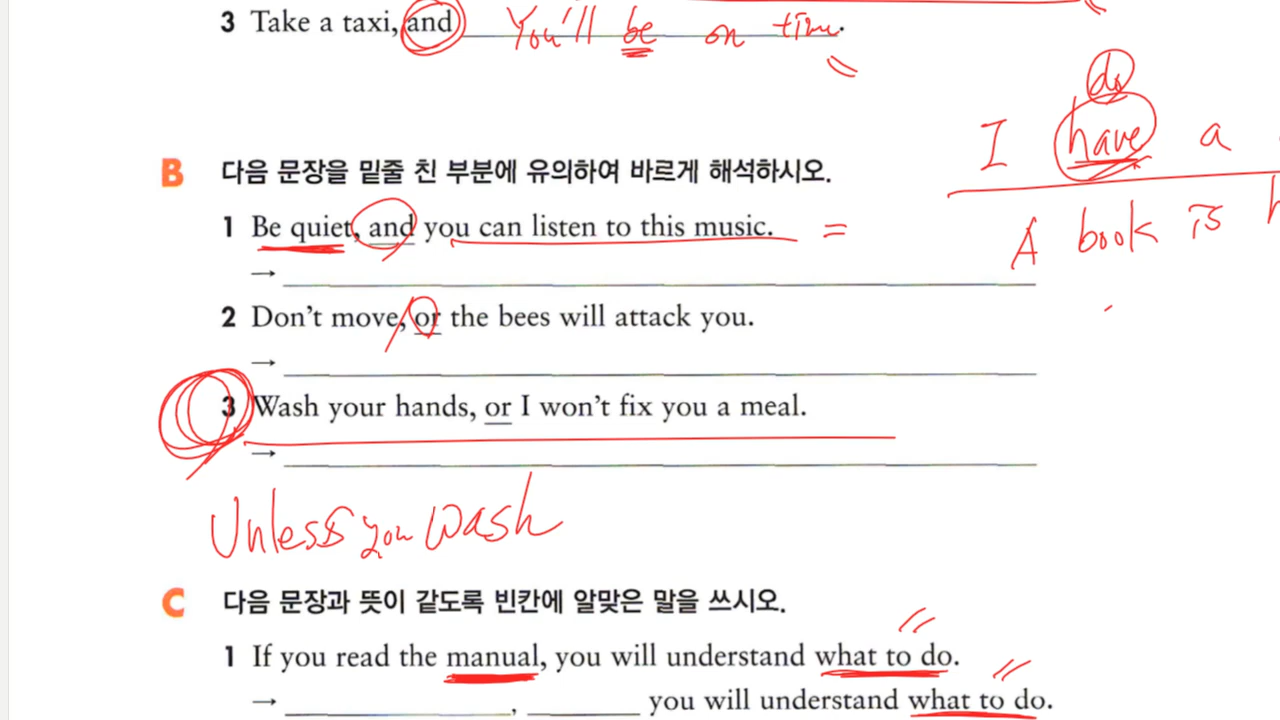 3 Take a taxi, and You'll be on time.
do
I have a
B 다음 문장을 밑줄 친 부분에 유의하여 바르게 해석하시오.
1 Be quiet, and you can listen to this music. =
A book is h
→
2 Don't move, or the bees will attack you.
→
3 Wash your hands, or I won't fix you a meal.
→
Unless you wash
C 다음 문장과 뜻이 같도록 빈칸에 알맞은 말을 쓰시오.
1 If you read the manual, you will understand what to do.
→ , you will understand what to do.